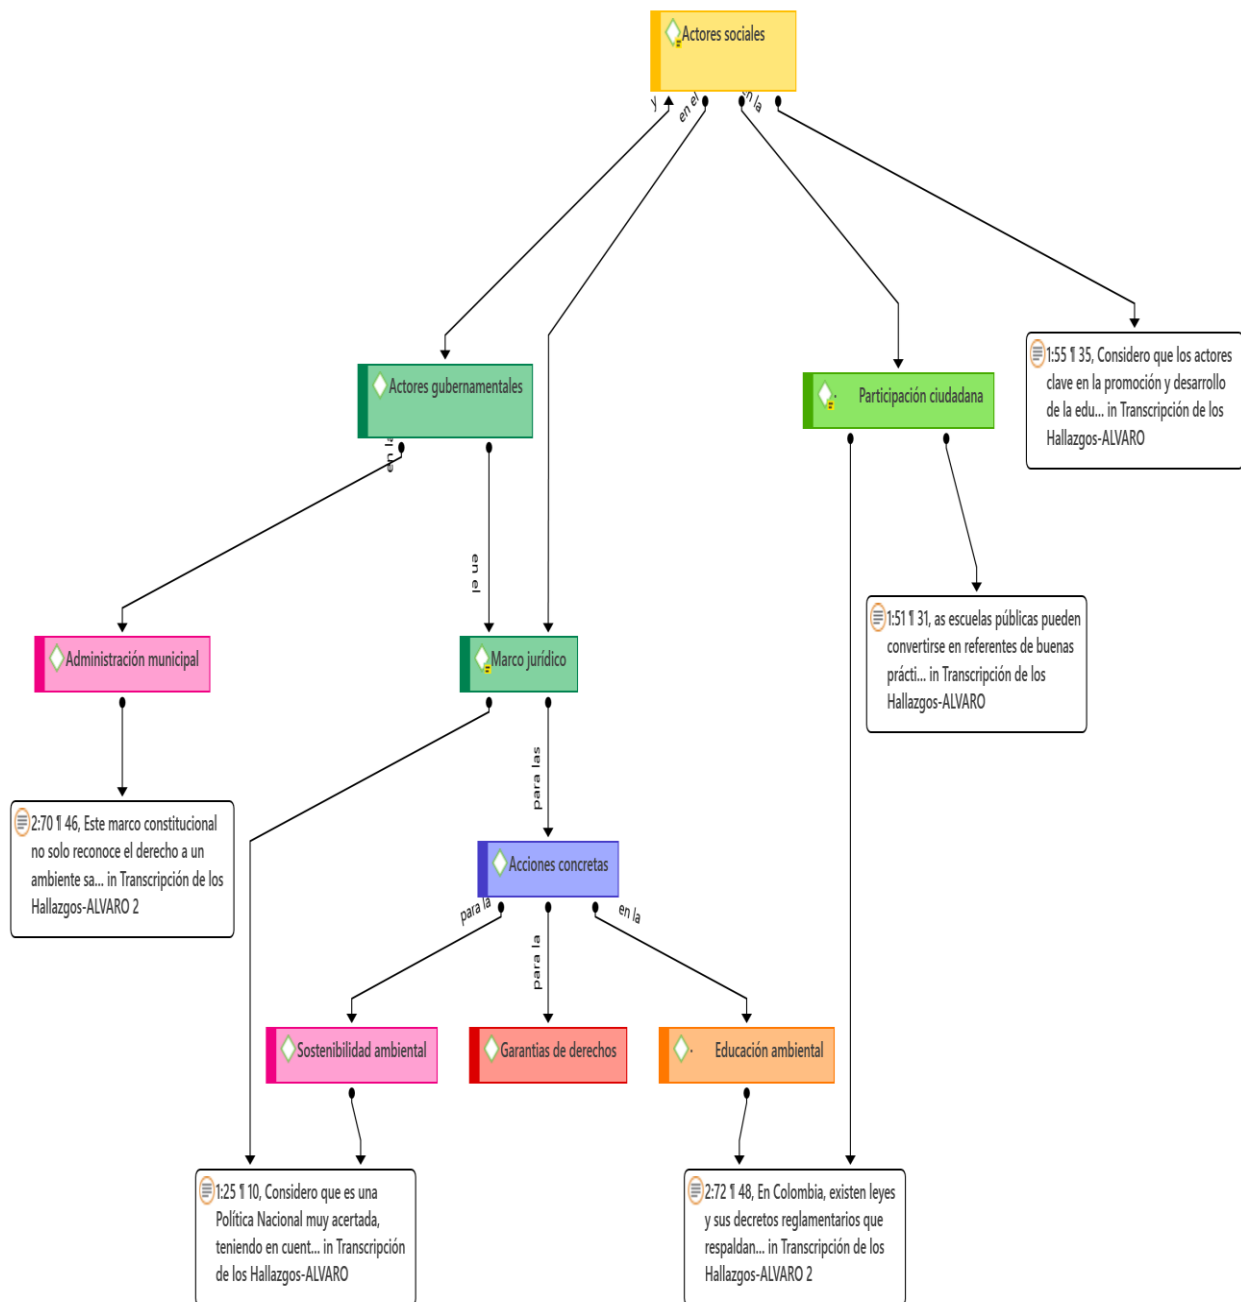 Actores sociales
y
en el
en la
Actores gubernamentales
Participación ciudadana
1:55 ¶ 35, Considero que los actores
clave en la promoción y desarrollo
de la edu... in Transcripción de los
Hallazgos-ALVARO
en la
en el
1:51 ¶ 31, as escuelas públicas pueden
convertirse en referentes de buenas
prácti... in Transcripción de los
Hallazgos-ALVARO
Administración municipal
Marco jurídico
para las
2:70 ¶ 46, Este marco constitucional
no solo reconoce el derecho a un
ambiente sa... in Transcripción de los
Hallazgos-ALVARO 2
Acciones concretas
para la
para la
en la
Sostenibilidad ambiental
Garantias de derechos
Educación ambiental
1:25 ¶ 10, Considero que es una
Política Nacional muy acertada,
teniendo en cuent... in Transcripción
de los Hallazgos-ALVARO
2:72 ¶ 48, En Colombia, existen leyes
y sus decretos reglamentarios que
respaldan... in Transcripción de los
Hallazgos-ALVARO 2